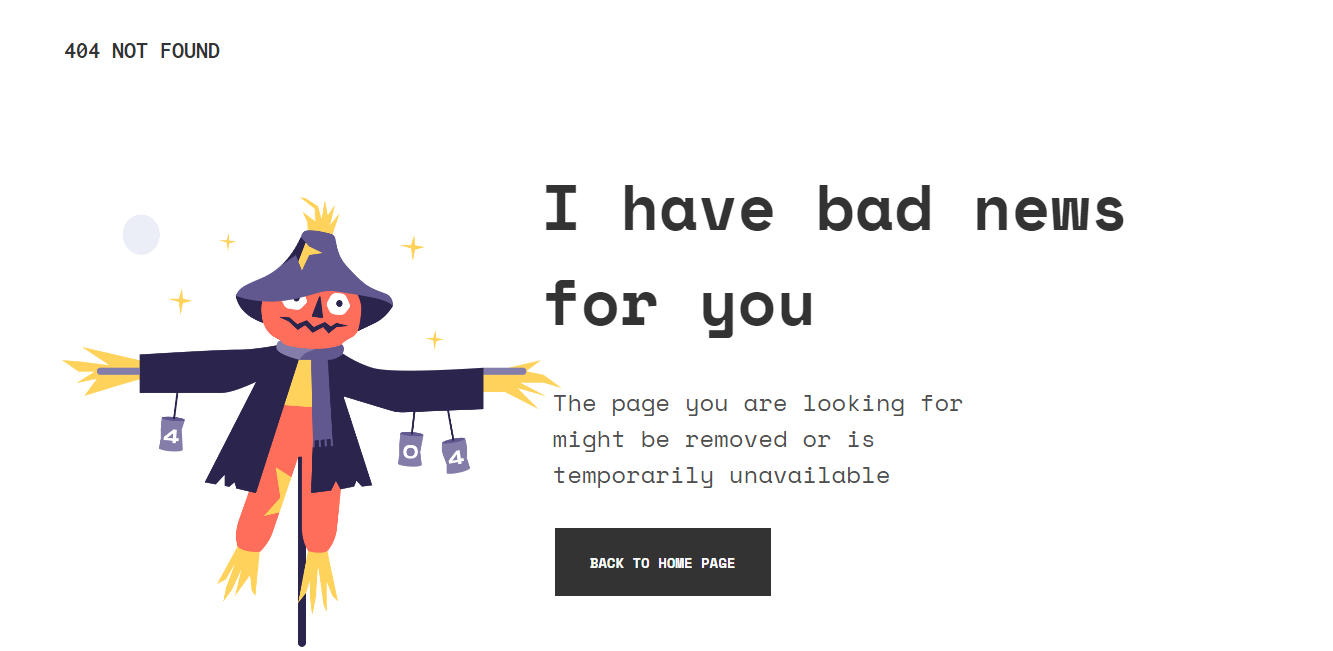 404 NOT FOUND
I have bad news
for you
The page you are looking for
might be removed or is
temporarily unavailable
BACK TO HOME PAGE
4
0
4